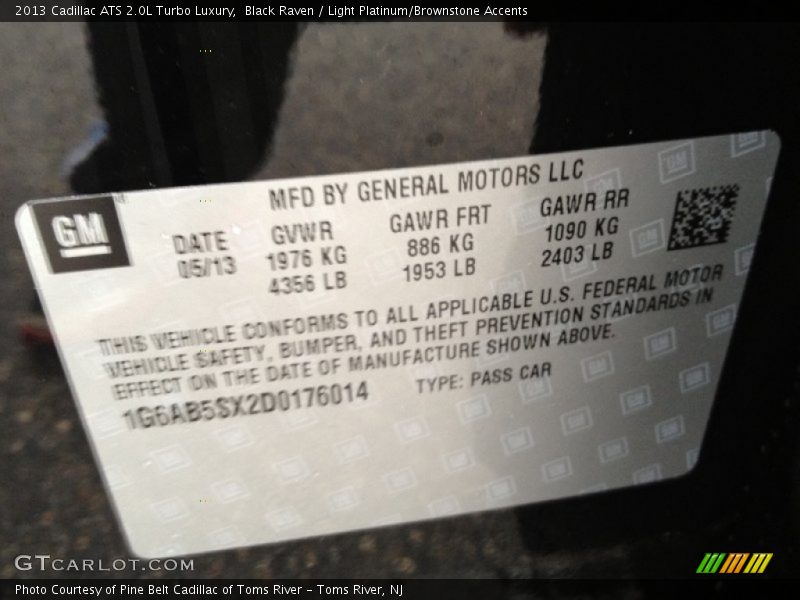 2013 Cadillac ATS 2.0L Turbo Luxury, Black Raven / Light Platinum/Brownstone Accents
MFD BY GENERAL MOTORS LLC
GM
DATE GVWR GAWR FRT GAWR RR
05/13 1976 KG 886 KG 1090 KG
4356 LB 1953 LB 2403 LB
THIS VEHICLE CONFORMS TO ALL APPLICABLE U.S. FEDERAL MOTOR
VEHICLE SAFETY, BUMPER, AND THEFT PREVENTION STANDARDS IN
EFFECT ON THE DATE OF MANUFACTURE SHOWN ABOVE.
1G6AB5SX2D0176014 TYPE: PASS CAR
GTCARLOT.COM
Photo Courtesy of Pine Belt Cadillac of Toms River – Toms River, NJ